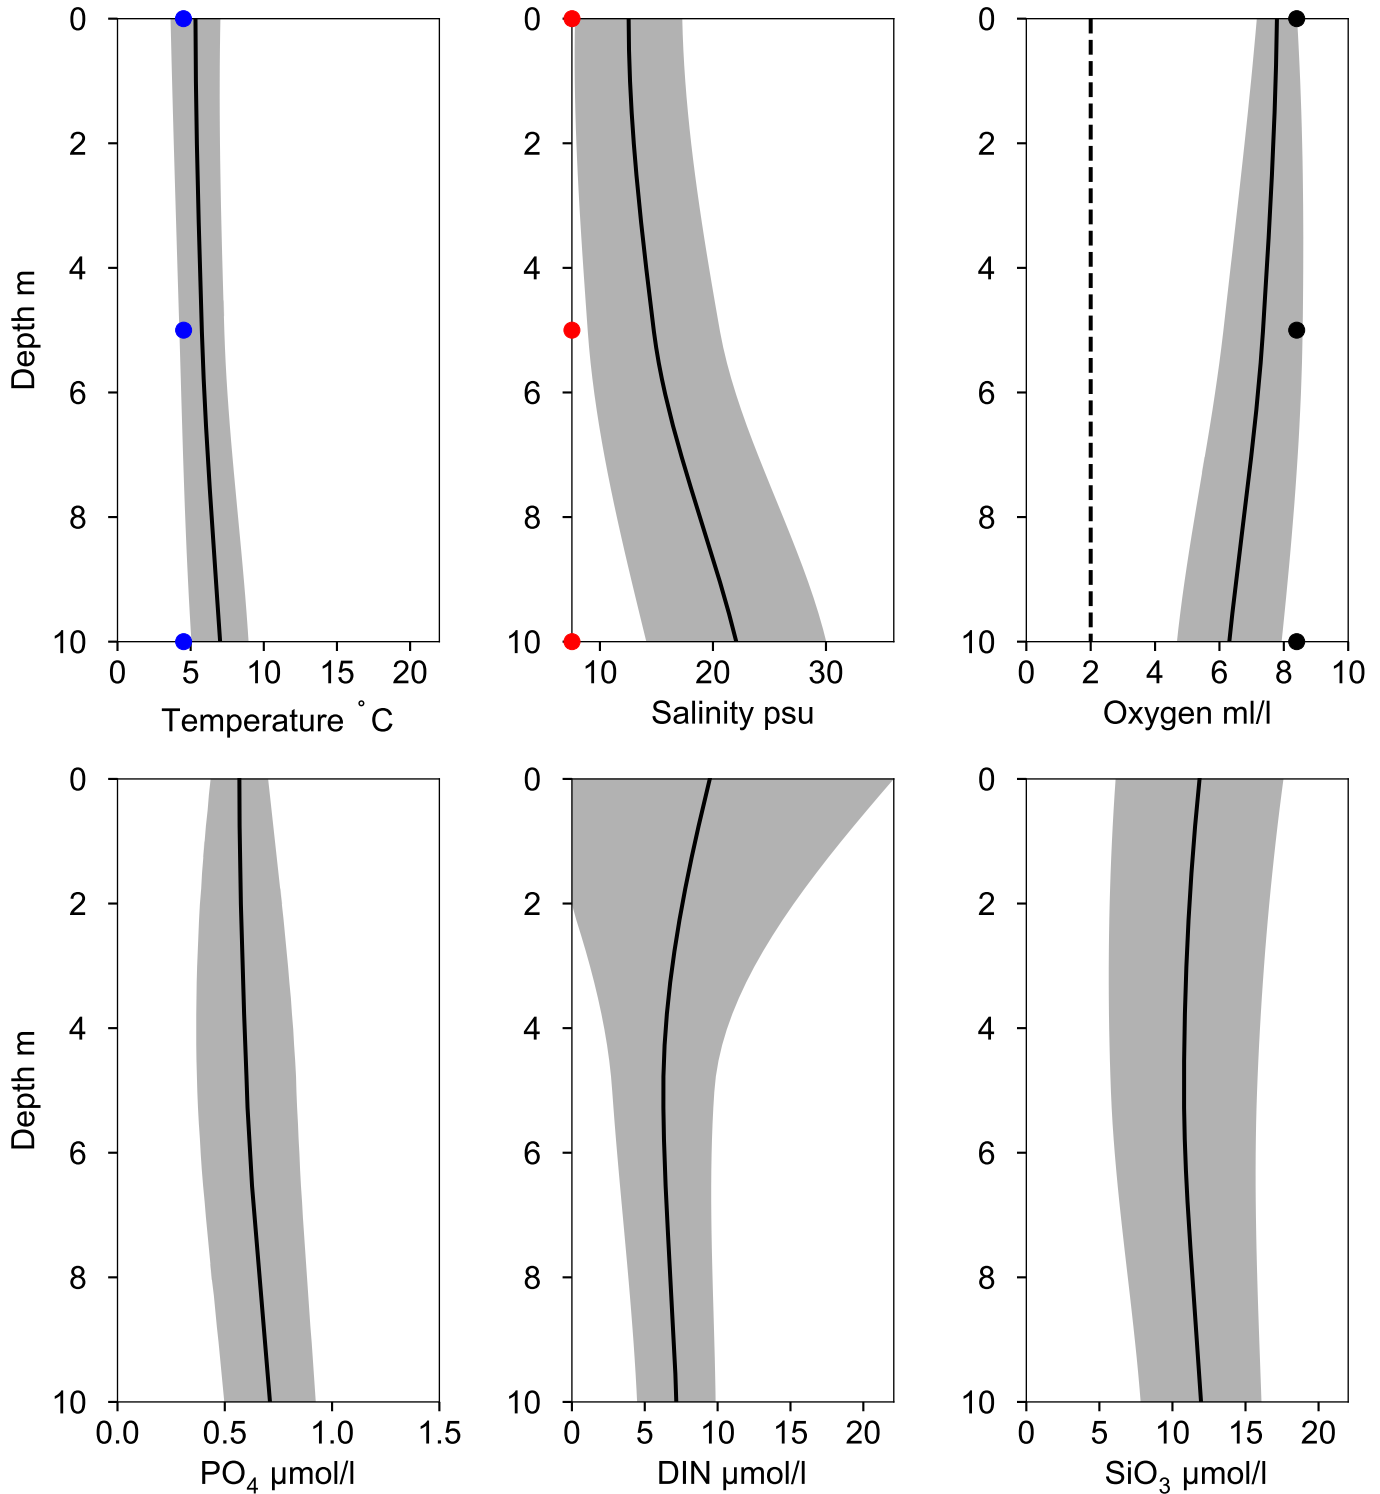 0
2
4
6
8
10
Depth m
0 5 10 15 20
Temperature °C
0
2
4
6
8
10
10 20 30
Salinity psu
0
2
4
6
8
10
0 2 4 6 8 10
Oxygen ml/l
0
2
4
6
8
10
Depth m
0.0 0.5 1.0 1.5
PO₄ µmol/l
0
2
4
6
8
10
0 5 10 15 20
DIN µmol/l
0
2
4
6
8
10
0 5 10 15 20
SiO₃ µmol/l